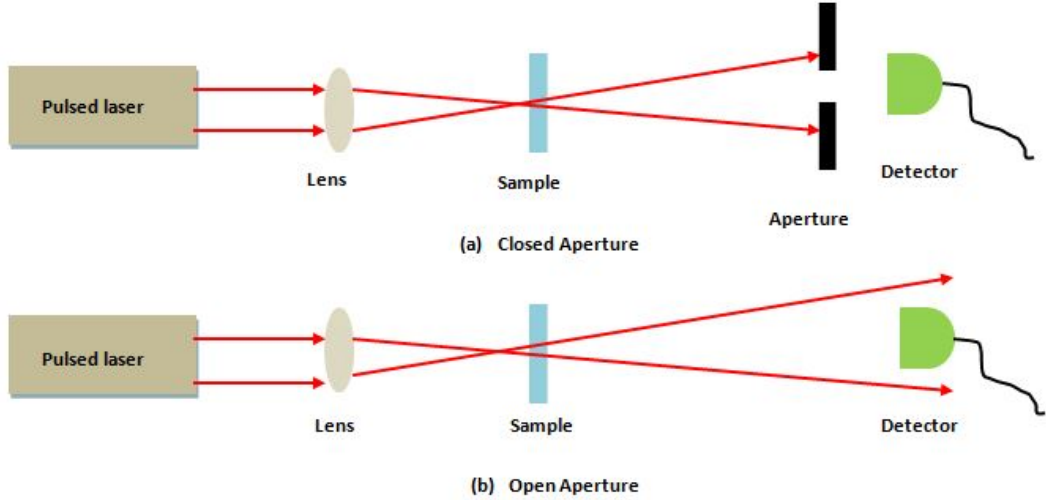 Pulsed laser
Lens
Sample
Detector
Aperture
(a) Closed Aperture
Pulsed laser
Lens
Sample
Detector
(b) Open Aperture